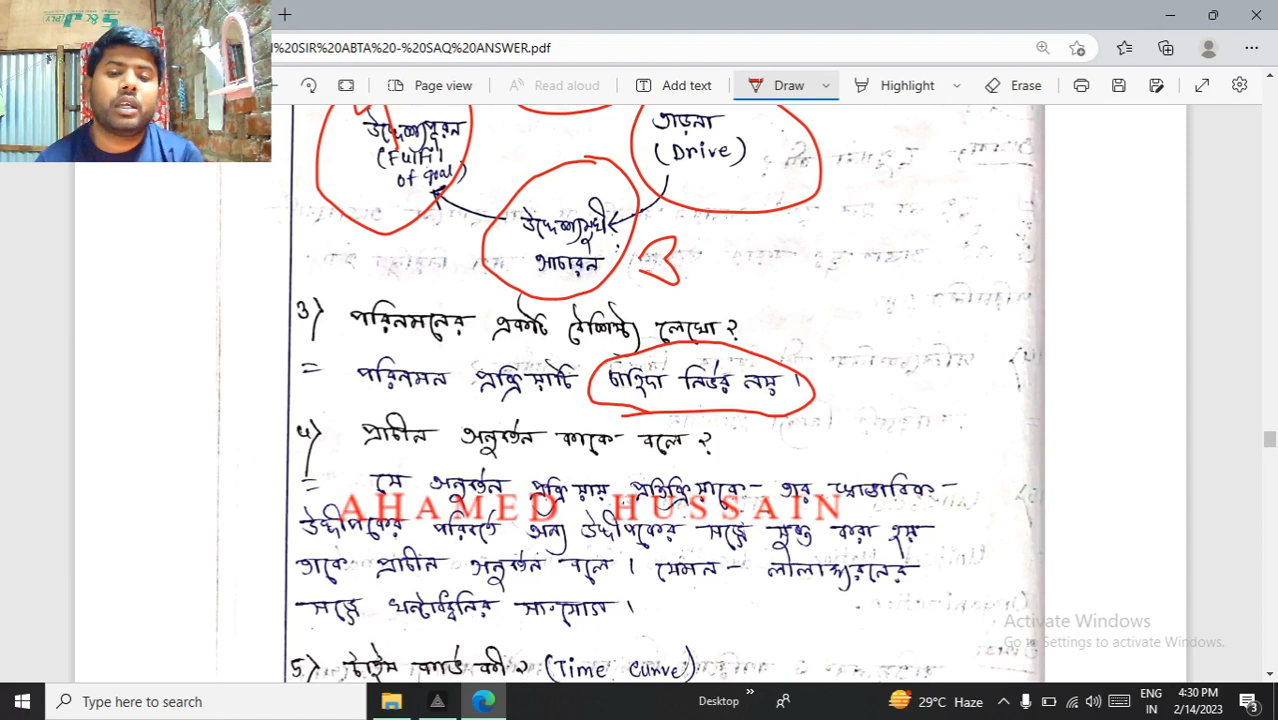 %20SIR%20ABTA%20-%20SAQ%20ANSWER.pdf
Page view
Read aloud
Add text
Draw
Highlight
Erase
উদ্দেশ্যপূরন
(Fulfil
of goal)
তাড়না
(Drive)
উদ্দেশ্যমুখী
আচরন
3
3) পরিনমনের একটি বৈশিষ্ট্য লেখো ?
= পরিনমন প্রক্রিয়াটি চাহিদা নির্ভর নয় ।
4) প্রাচীন অনুবর্তন কাকে বলে ?
= যে অনুবর্তন প্রক্রিয়ায় প্রতিক্রিয়াকে - তার স্বাভাবিক -
AHAMED HUSSAIN
উদ্দীপকের পরিবর্তে অন্য উদ্দীপকের সঙ্গে যুক্ত করা হয়
তাকে প্রাচীন অনুবর্তন বলে । যেমন - লালাক্ষরনের
সঙ্গে ঘন্টাধ্বনির সংযোগ ।
Activate Windows
Go to Settings to activate Windows.
5) টাইম কার্ভ কী ? (Time Curve)
Type here to search
Desktop
29°C Haze
ENG
IN
4:30 PM
2/14/2023
3